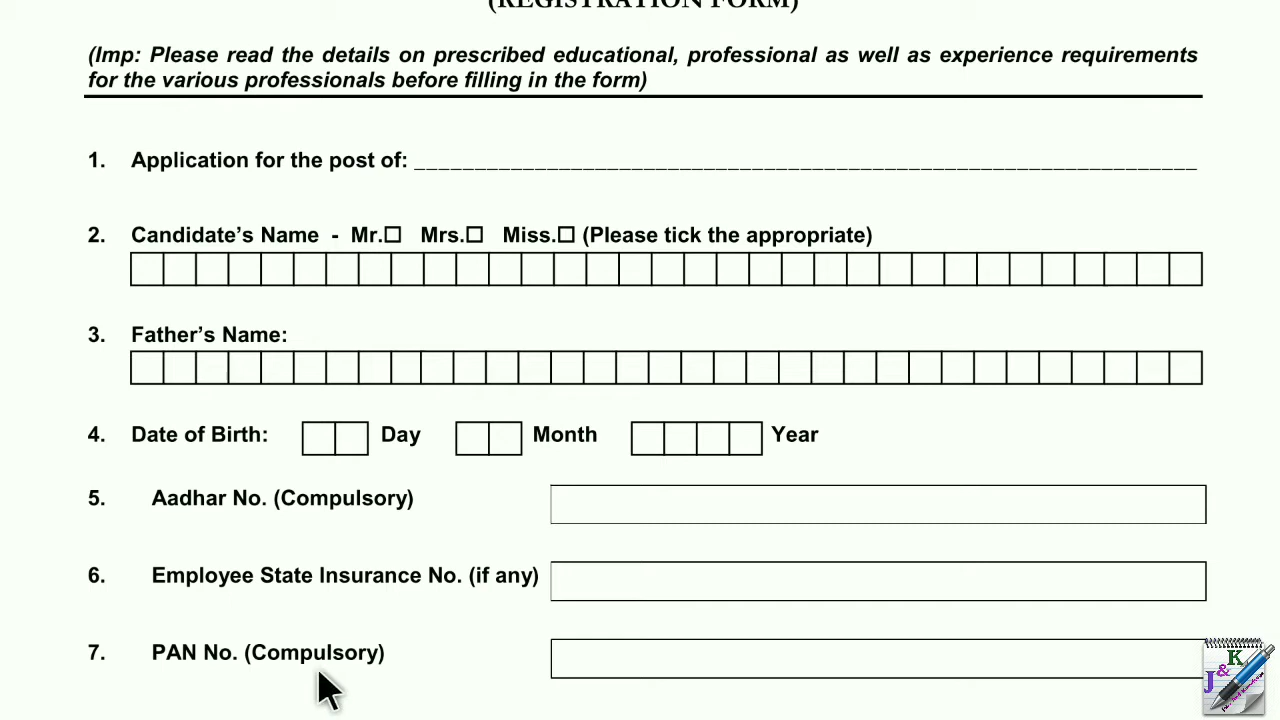 (REGISTRATION FORM)
(Imp: Please read the details on prescribed educational, professional as well as experience requirements
for the various professionals before filling in the form)
1. Application for the post of: _________________________________________________________________
2. Candidate’s Name - Mr.☐ Mrs.☐ Miss.☐ (Please tick the appropriate)
3. Father’s Name:
4. Date of Birth: Day Month Year
5. Aadhar No. (Compulsory)
6. Employee State Insurance No. (if any)
7. PAN No. (Compulsory)
J&K